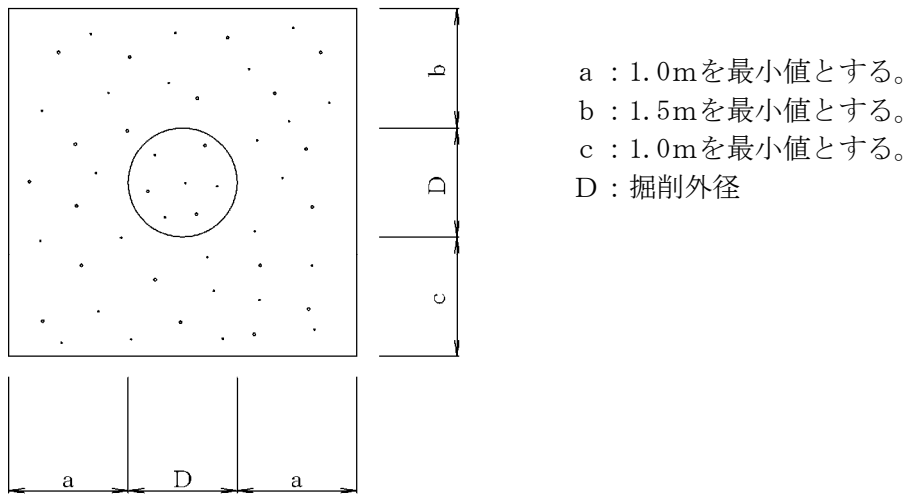 b
D
c
a D a
a : 1.0mを最小値とする。
b : 1.5mを最小値とする。
c : 1.0mを最小値とする。
D : 掘削外径